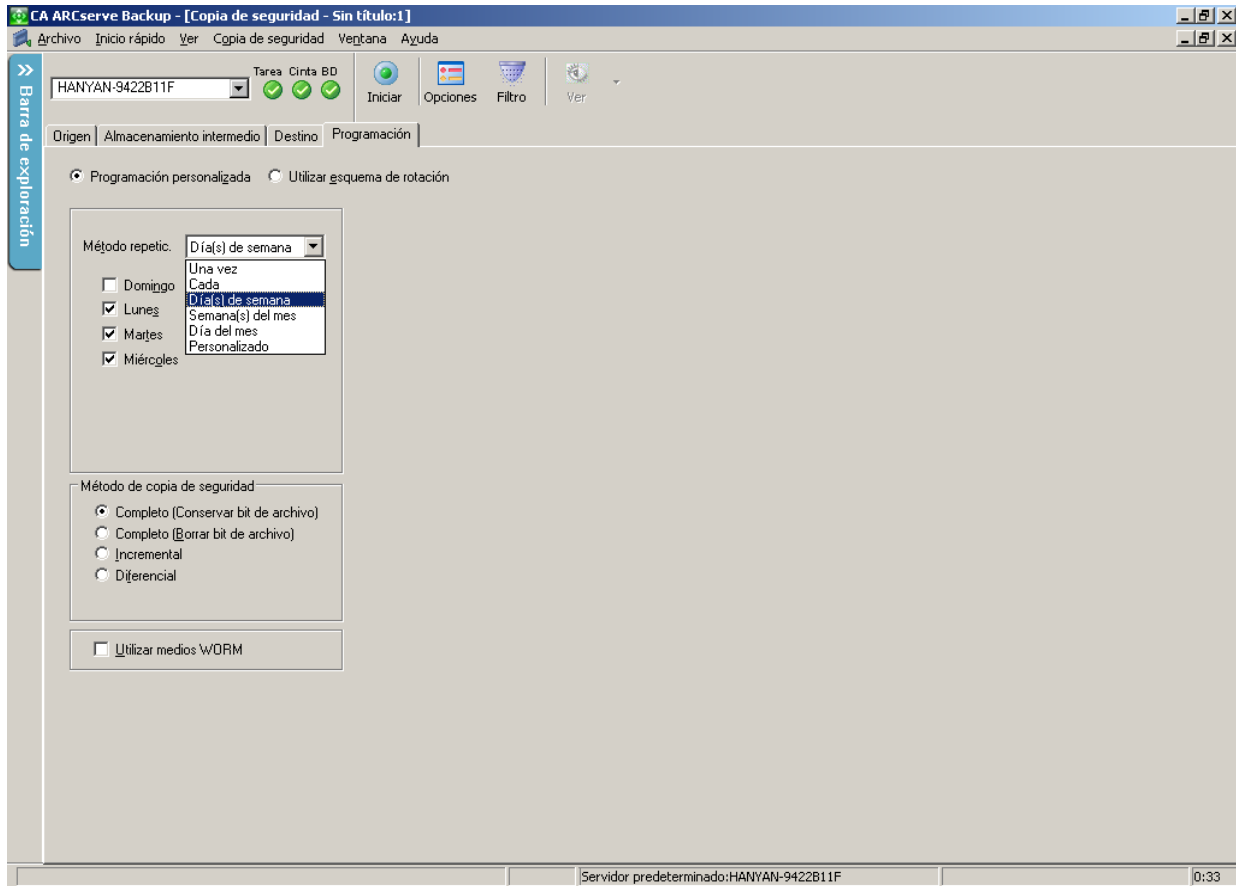 CA ARCserve Backup - [Copia de seguridad - Sin título:1]
Archivo Inicio rápido Ver Copia de seguridad Ventana Ayuda
Barra de exploración
HANYAN-9422B11F
Tarea Cinta BD
Iniciar Opciones Filtro Ver
Origen Almacenamiento intermedio Destino Programación
Programación personalizada Utilizar esquema de rotación
Método repetic. Día(s) de semana
Una vez
Cada
Día(s) de semana
Semana(s) del mes
Día del mes
Personalizado
Domingo
Lunes
Martes
Miércoles
Método de copia de seguridad
Completo (Conservar bit de archivo)
Completo (Borrar bit de archivo)
Incremental
Diferencial
Utilizar medios WORM
Servidor predeterminado:HANYAN-9422B11F 0:33